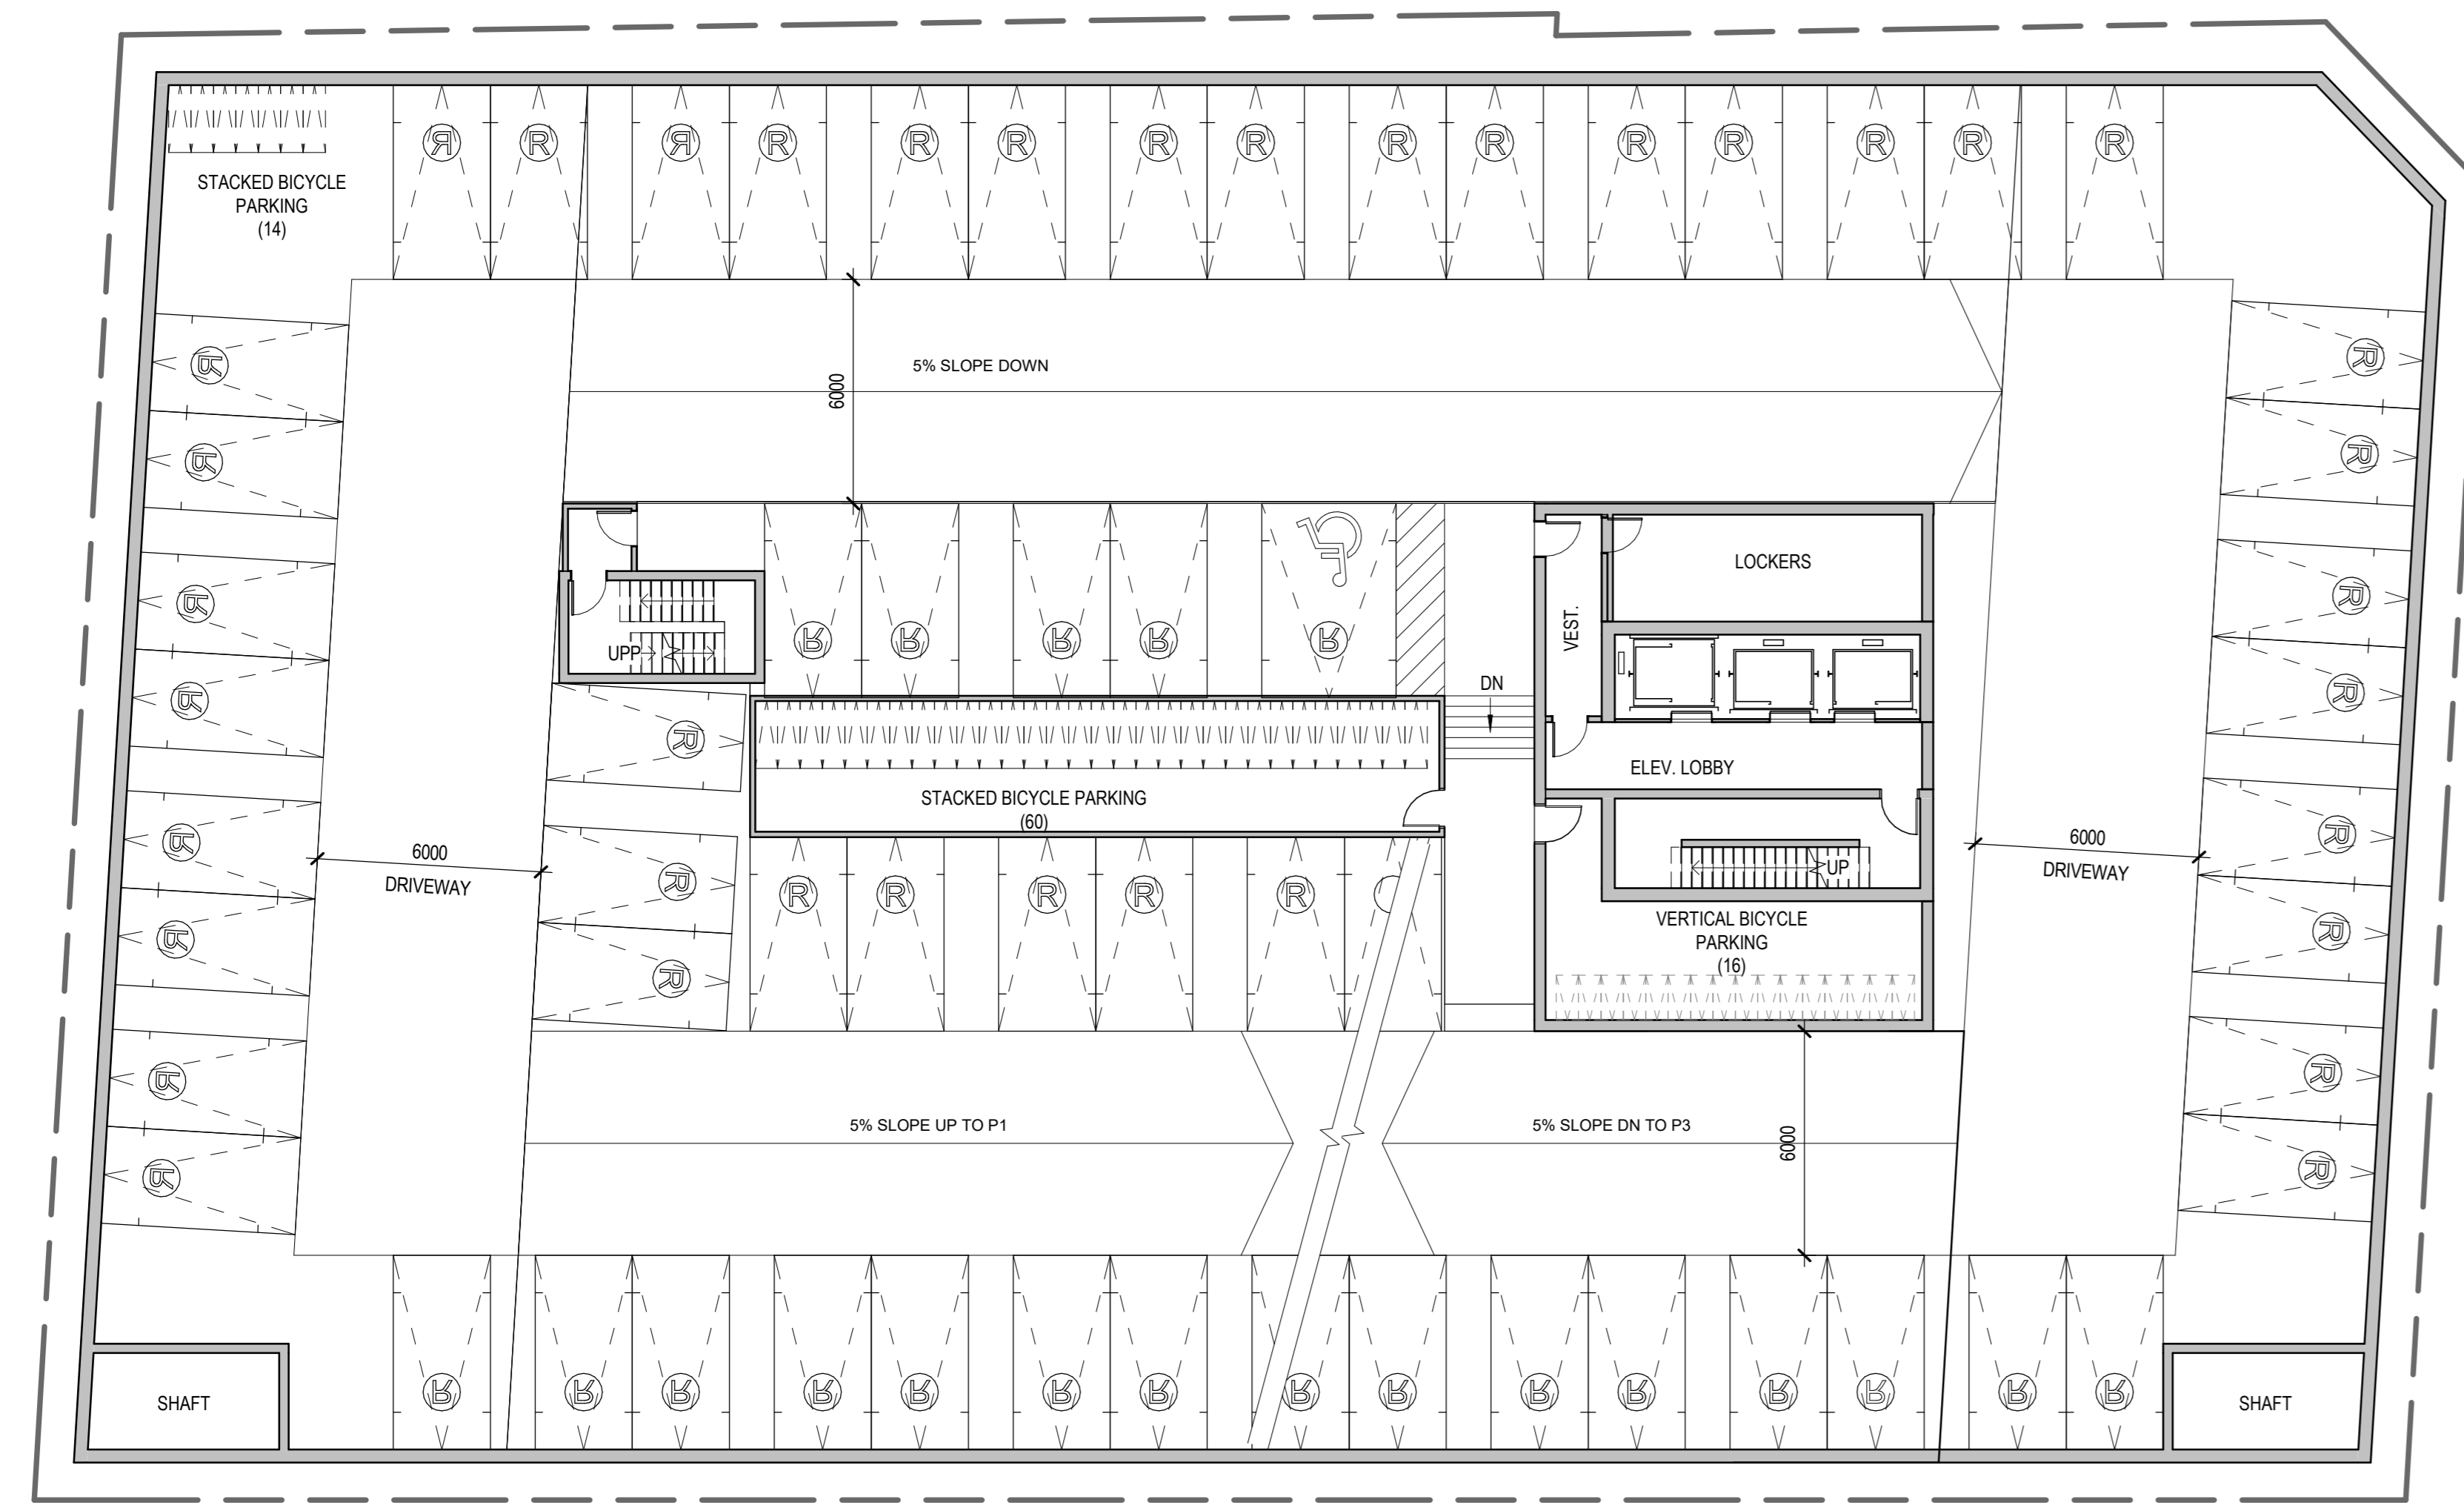 R R R R R R R R R R R R R R R
STACKED BICYCLE
PARKING
(14)
R
R
5% SLOPE DOWN
6000
R
R
LOCKERS
R
R
VEST.
R
R
UPP
R R R R R
R
R
DN
R
ELEV. LOBBY
STACKED BICYCLE PARKING
(60)
R
R
6000
DRIVEWAY
R
R
R R R R R
UP
6000
DRIVEWAY
R
R
VERTICAL BICYCLE
PARKING
(16)
R
R
5% SLOPE UP TO P1
5% SLOPE DN TO P3
6000
R
R
R
R
SHAFT
R R R R R R R R R R R R R R R
SHAFT